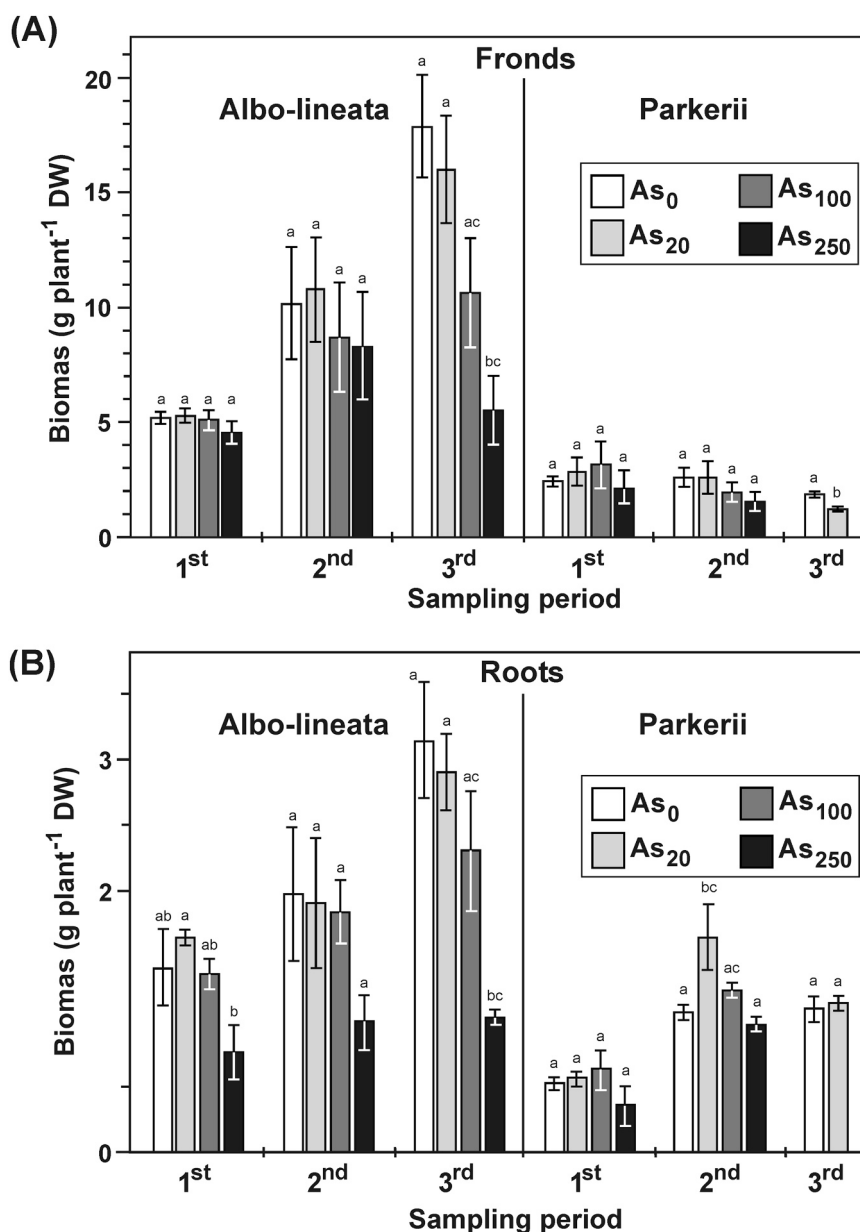 (A)
Fronds
Albo-lineata
Parkerii
As0 As100
As20 As250
Biomas (g plant-1 DW)
20
15
10
5
0
a a a a
a a a a
a a ac bc
a a a a
a a a a
a b
1st 2nd 3rd 1st 2nd 3rd
Sampling period
(B)
Roots
Albo-lineata
Parkerii
As0 As100
As20 As250
Biomas (g plant-1 DW)
3
2
0
ab a ab b
a a a a
a a ac bc
a a a a
a bc ac a
a a
1st 2nd 3rd 1st 2nd 3rd
Sampling period